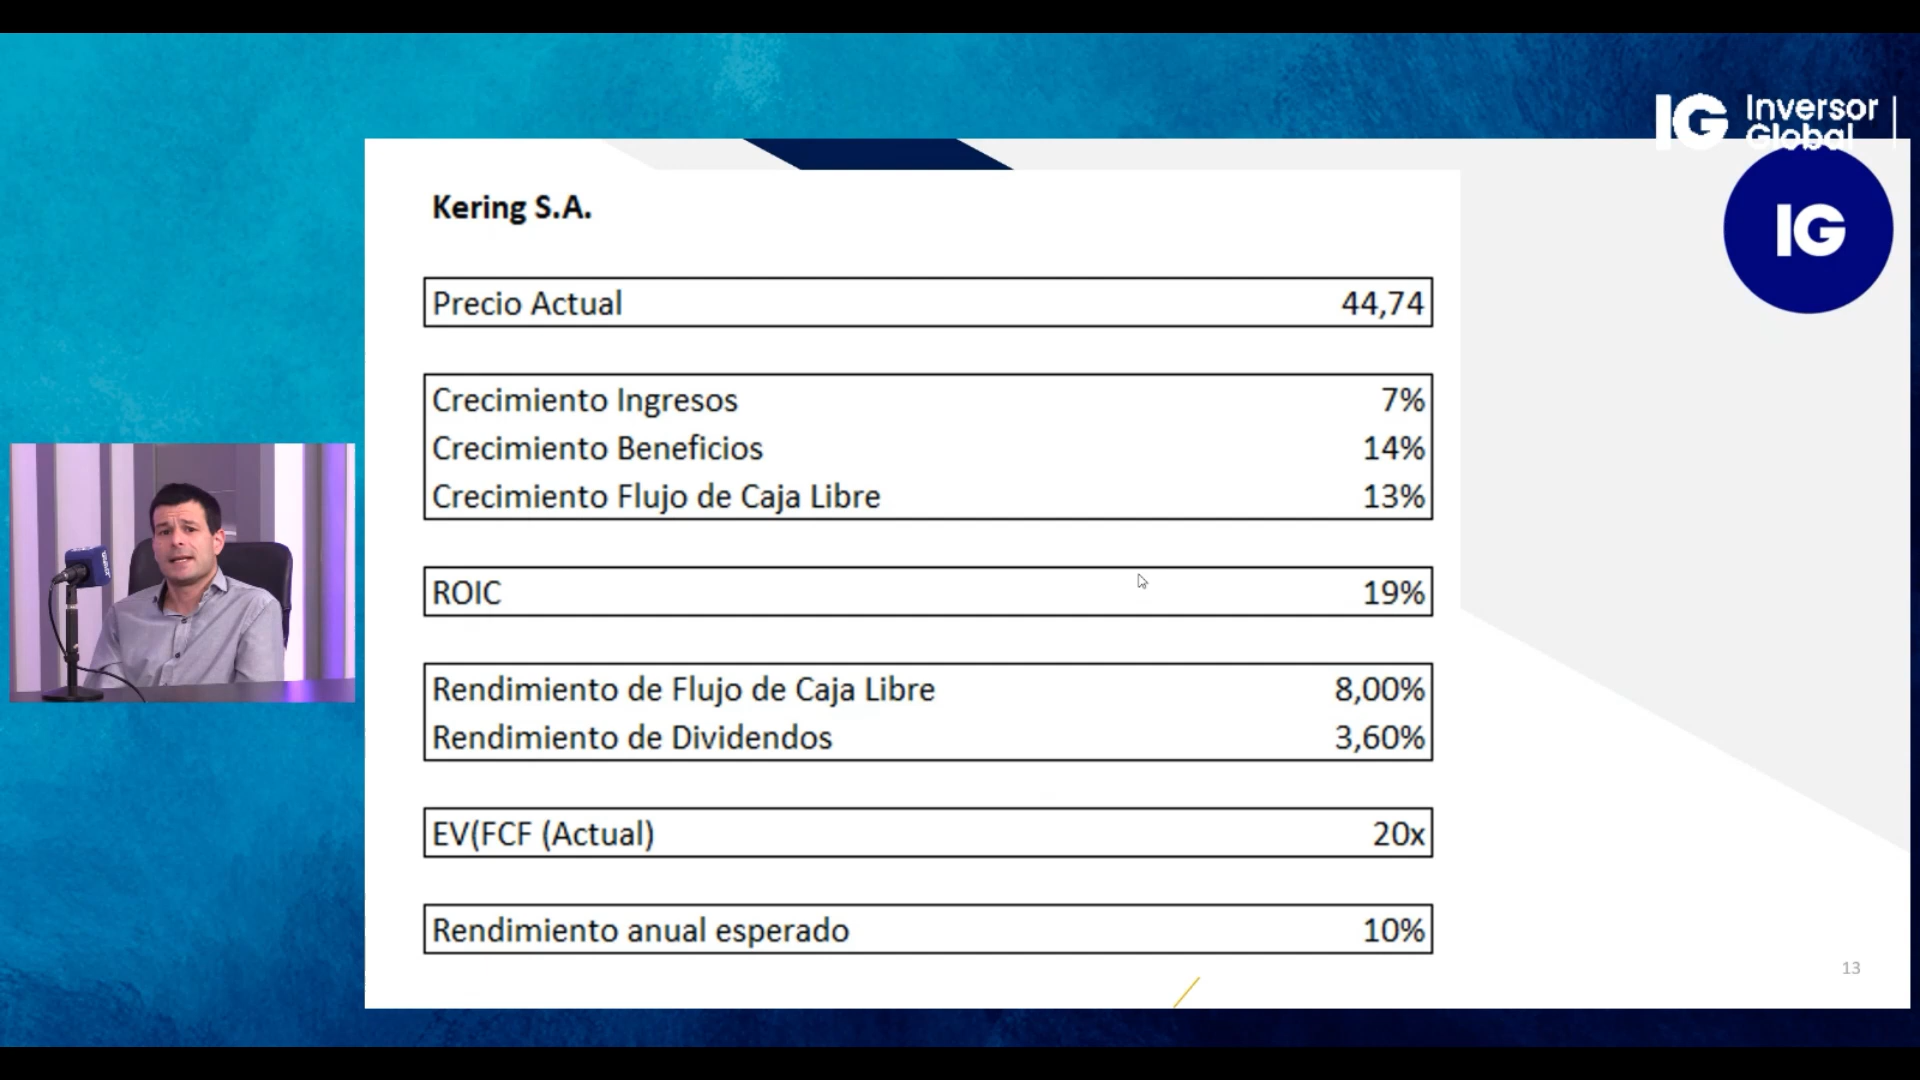 IG Inversor
Global
IG
Kering S.A.
Precio Actual 44,74
Crecimiento Ingresos 7%
Crecimiento Beneficios 14%
Crecimiento Flujo de Caja Libre 13%
ROIC 19%
Rendimiento de Flujo de Caja Libre 8,00%
Rendimiento de Dividendos 3,60%
EV(FCF (Actual) 20x
Rendimiento anual esperado 10%
13